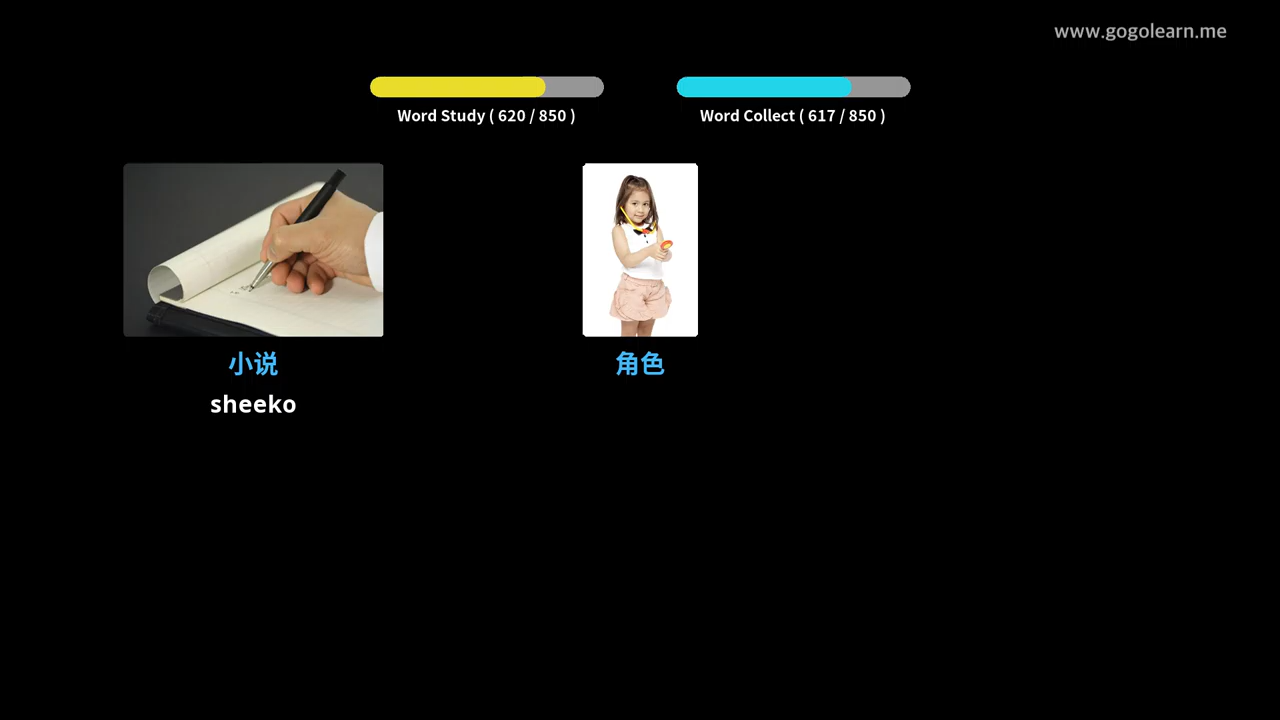 www.gogolearn.me
Word Study ( 620 / 850 )
Word Collect ( 617 / 850 )
小说
角色
sheeko